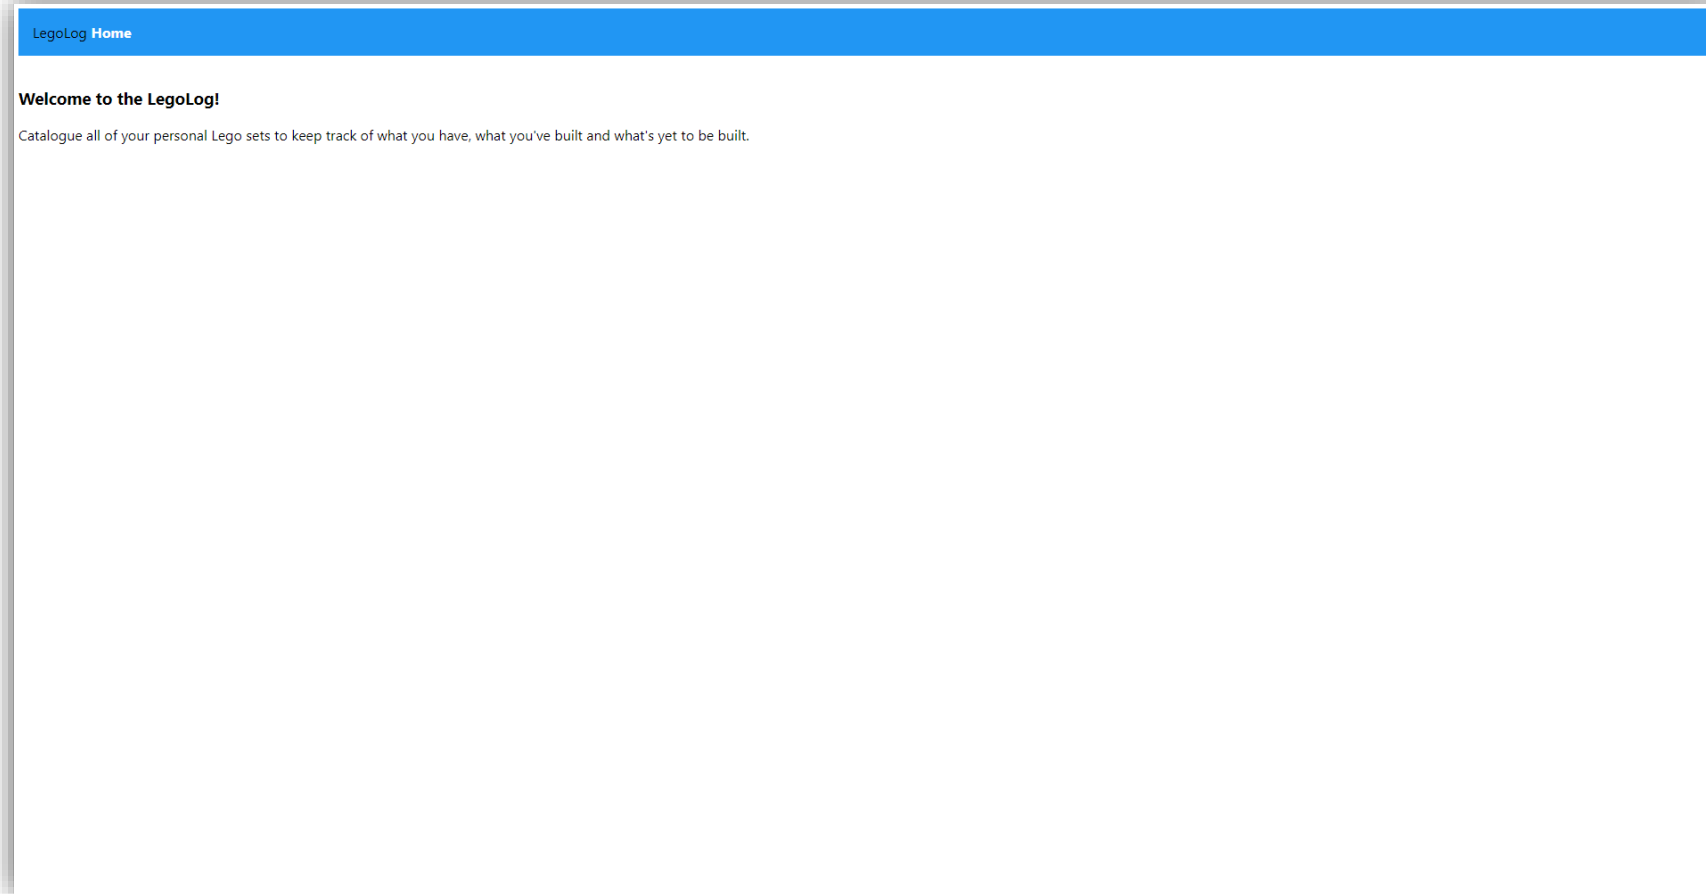 LegoLog Home
Welcome to the LegoLog!
Catalogue all of your personal Lego sets to keep track of what you have, what you've built and what's yet to be built.